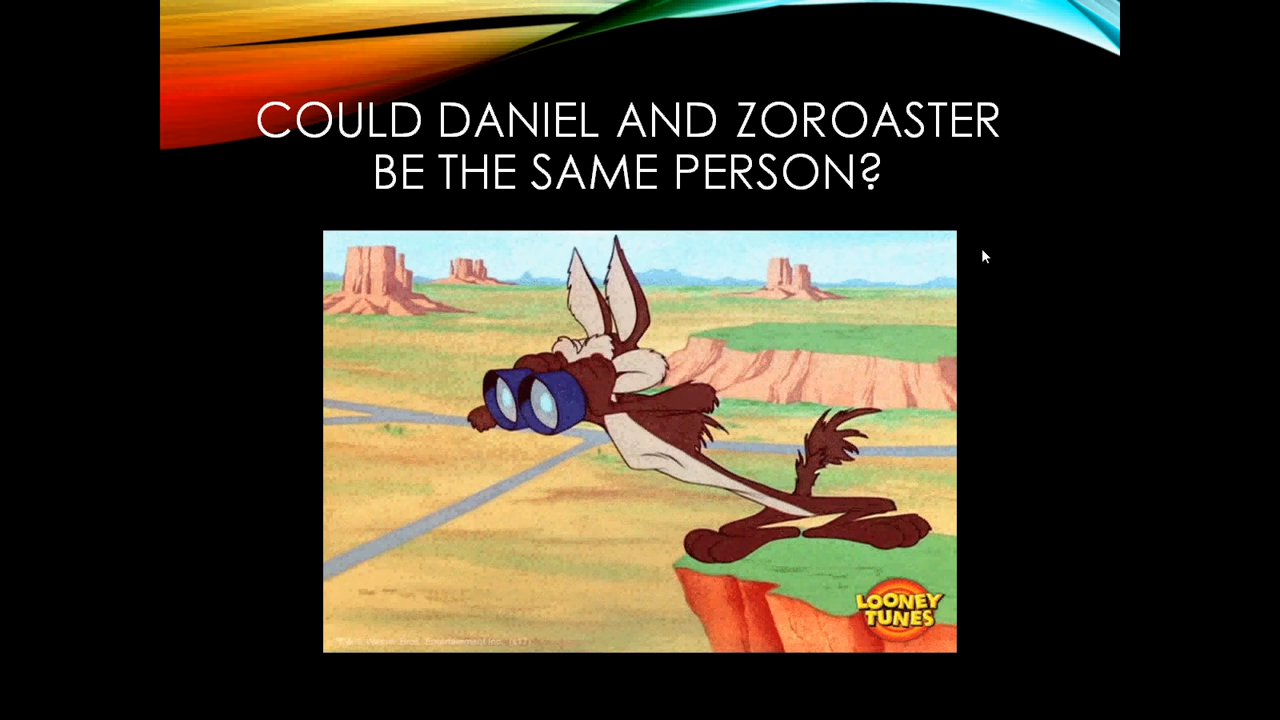 COULD DANIEL AND ZOROASTER
BE THE SAME PERSON?
LOONEY
TUNES